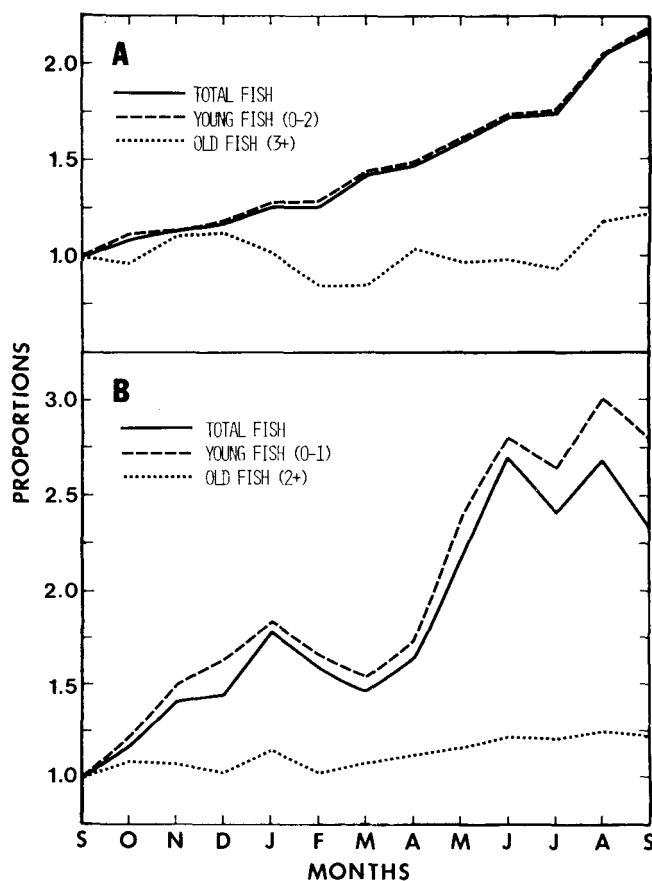 A
TOTAL FISH
YOUNG FISH (0-2)
OLD FISH (3+)
2.0
1.5
1.0
PROPORTIONS
B
TOTAL FISH
YOUNG FISH (0-1)
OLD FISH (2+)
3.0
2.5
2.0
1.5
1.0
S O N D J F M A M J J A S
MONTHS